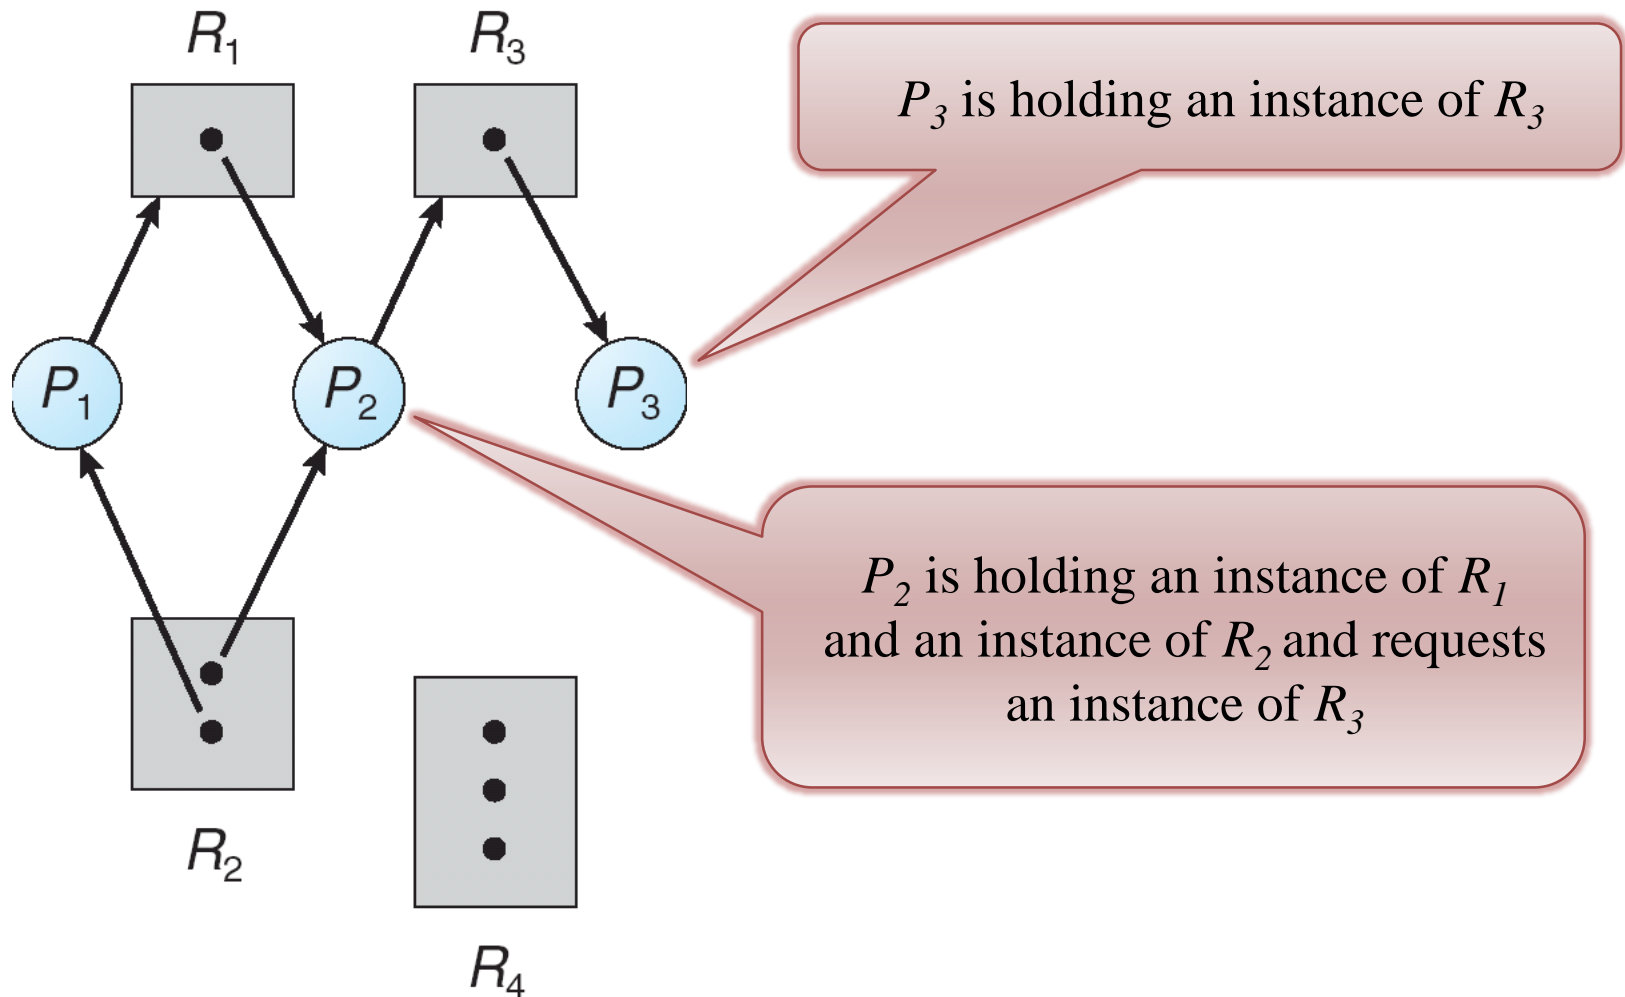 R₁
R₃
P₃ is holding an instance of R₃
P₁
P₂
P₃
P₂ is holding an instance of R₁
and an instance of R₂ and requests
an instance of R₃
R₂
R₄